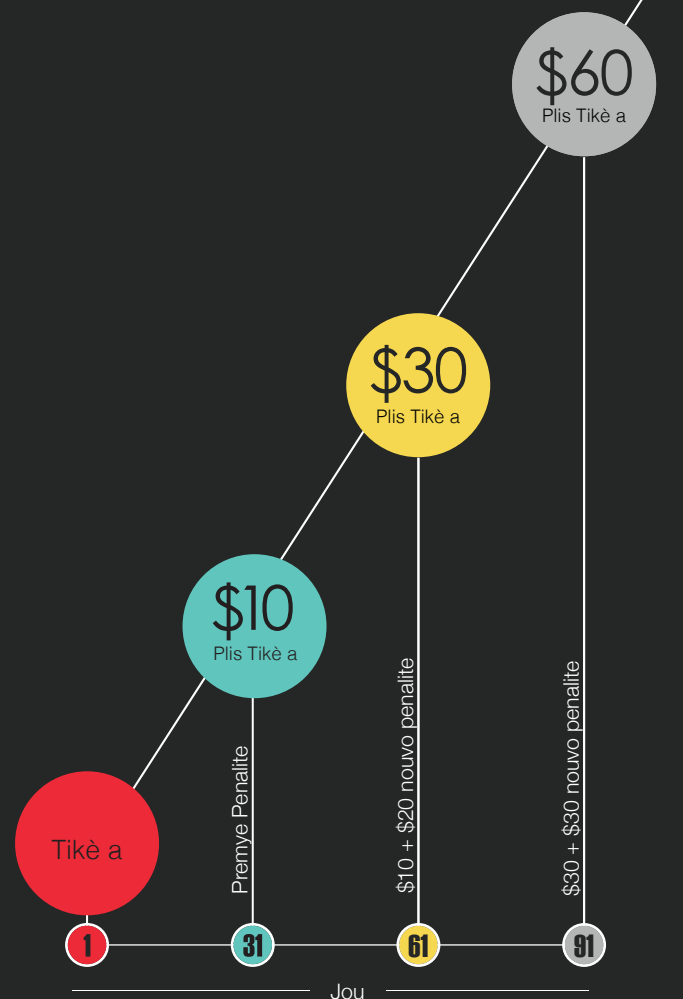 $60
Plis Tikè a
$30
Plis Tikè a
$10
Plis Tikè a
Tikè a
Premye Penalite
$10 + $20 nouvo penalite
$30 + $30 nouvo penalite
1
31
61
91
Jou